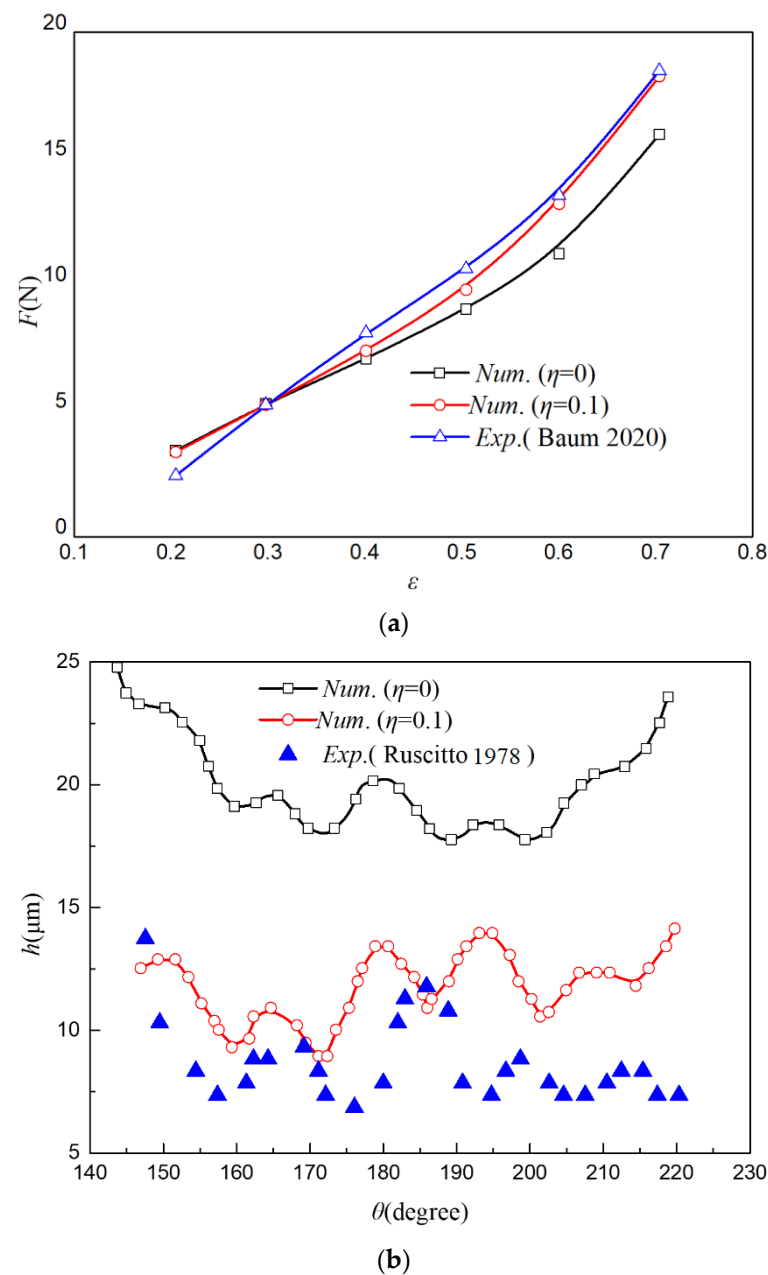 20
15
10
5
0
F(N)
Num. (η=0)
Num. (η=0.1)
Exp.( Baum 2020)
0.1 0.2 0.3 0.4 0.5 0.6 0.7 0.8
ε
(a)
25
20
15
10
5
h(μm)
Num. (η=0)
Num. (η=0.1)
Exp.( Ruscitto 1978 )
140 150 160 170 180 190 200 210 220 230
θ(degree)
(b)